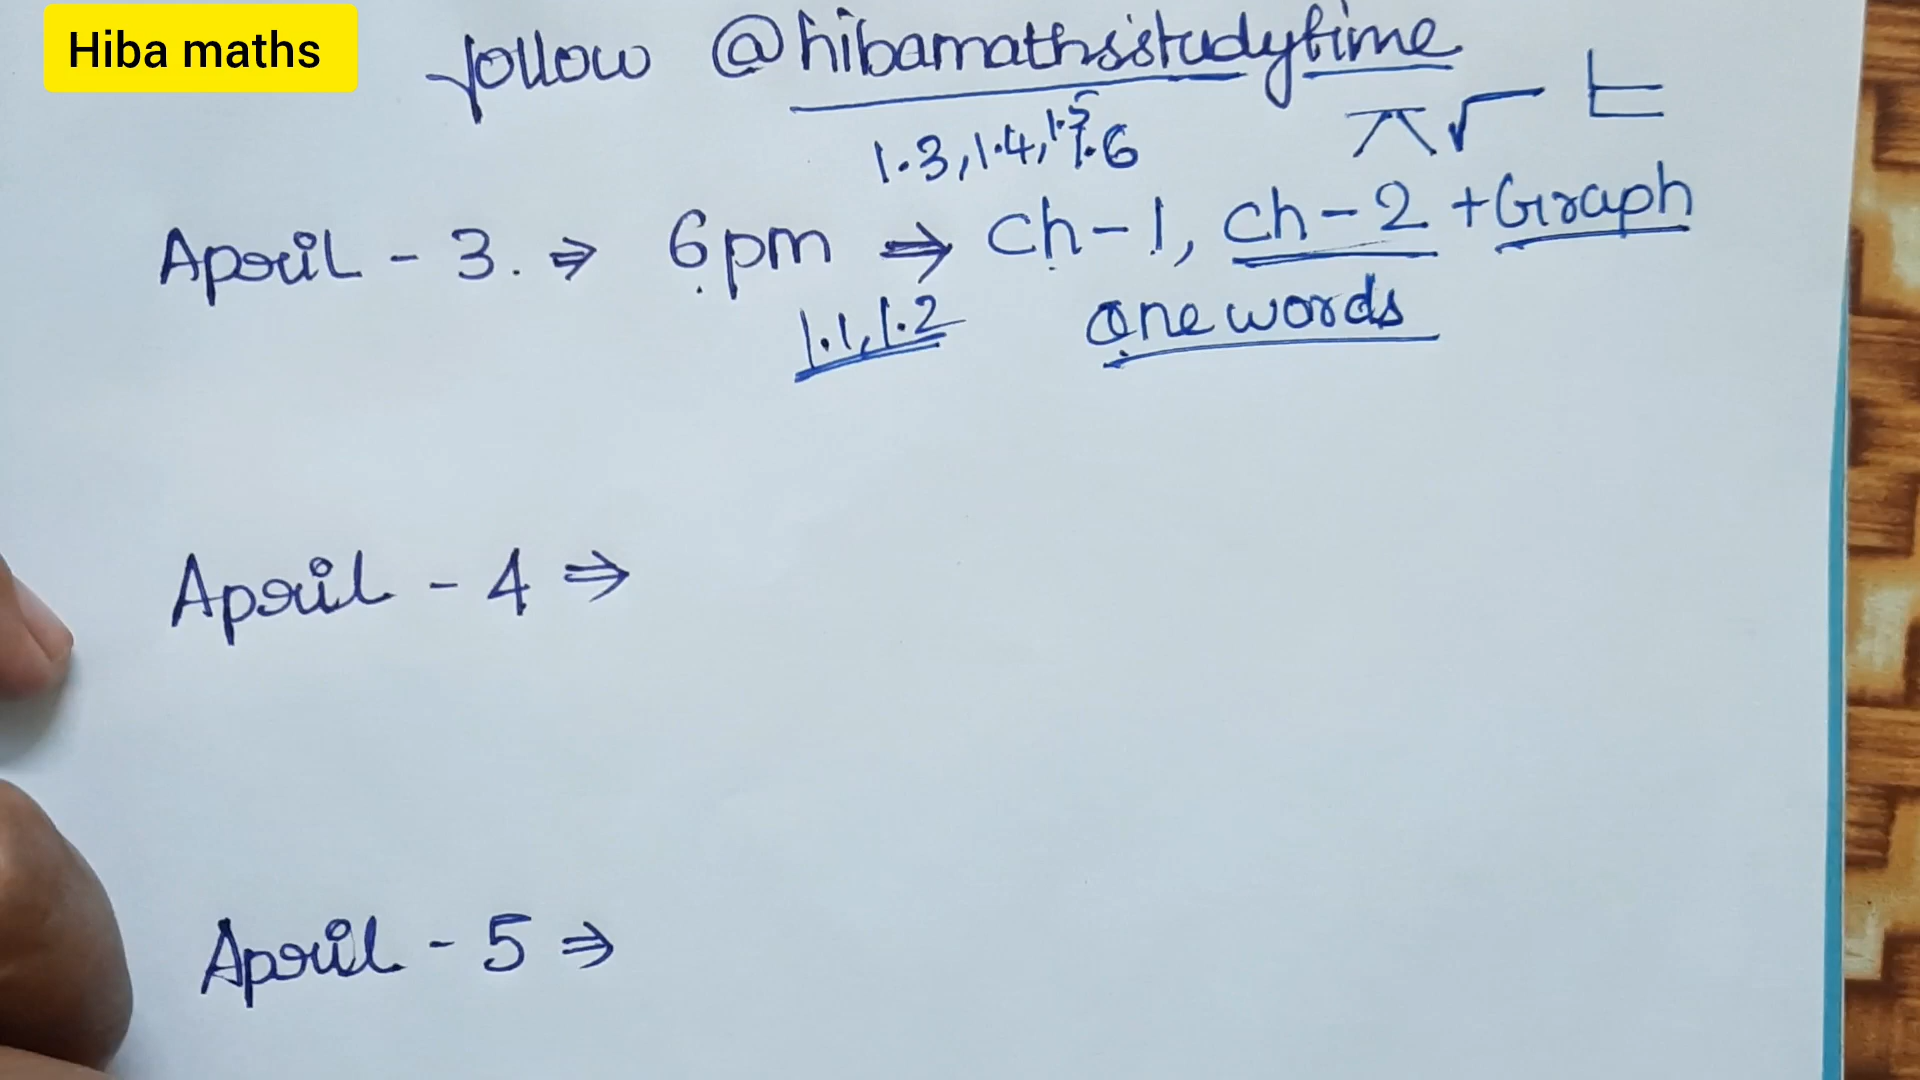 Hiba maths
follow @hibamathsstudytime
1.3, 1.4, 1.5 1.6
April - 3. ⇒ 6pm ⇒ Ch - 1, Ch - 2 + Graph
1.1, 1.2 one words
April - 4 ⇒
April - 5 ⇒